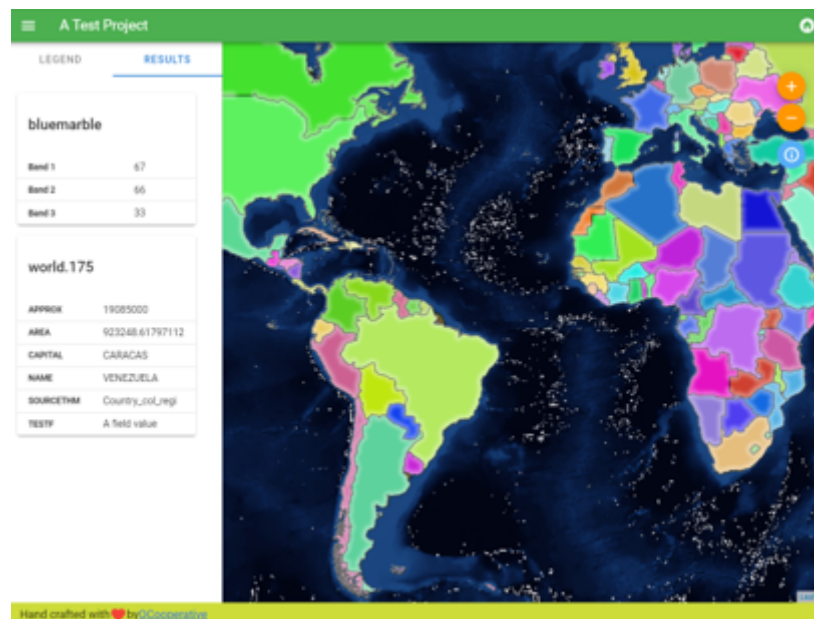 A Test Project
LEGEND RESULTS
bluemarble
Band 1 67
Band 2 66
Band 3 33
world.175
APPROX 19085000
AREA 923248.61797112
CAPITAL CARACAS
NAME VENEZUELA
SOURCETHM Country_col_regi
TESTF A field value
Hand crafted with❤byQCooperative